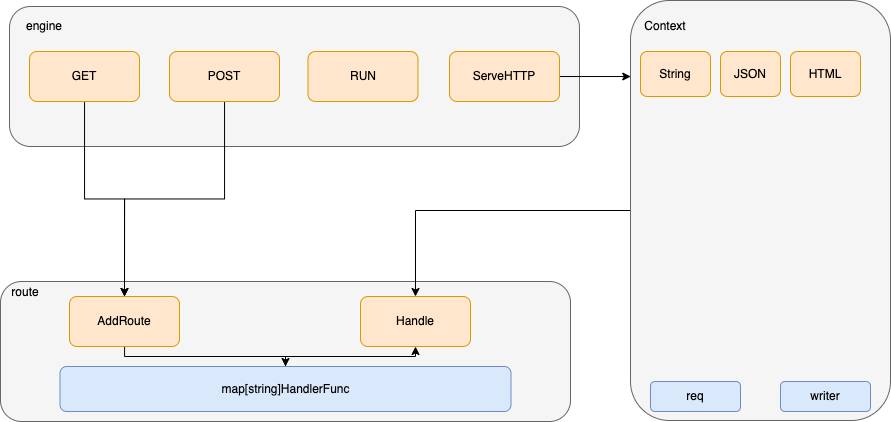 engine
GET
POST
RUN
ServeHTTP
Context
String
JSON
HTML
route
AddRoute
Handle
map[string]HandlerFunc
req
writer